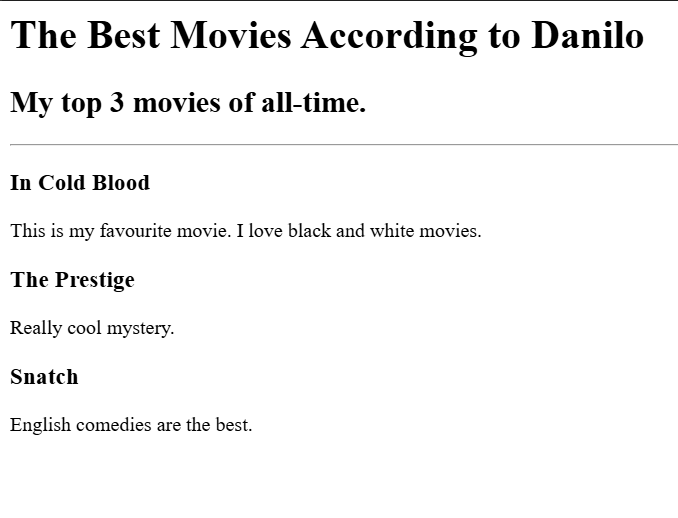 The Best Movies According to Danilo
My top 3 movies of all-time.
In Cold Blood
This is my favourite movie. I love black and white movies.
The Prestige
Really cool mystery.
Snatch
English comedies are the best.